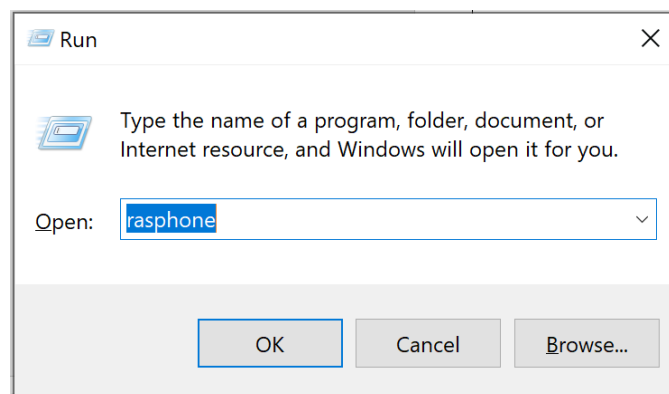 Run
Type the name of a program, folder, document, or
Internet resource, and Windows will open it for you.
Open: rasphone
OK Cancel Browse...